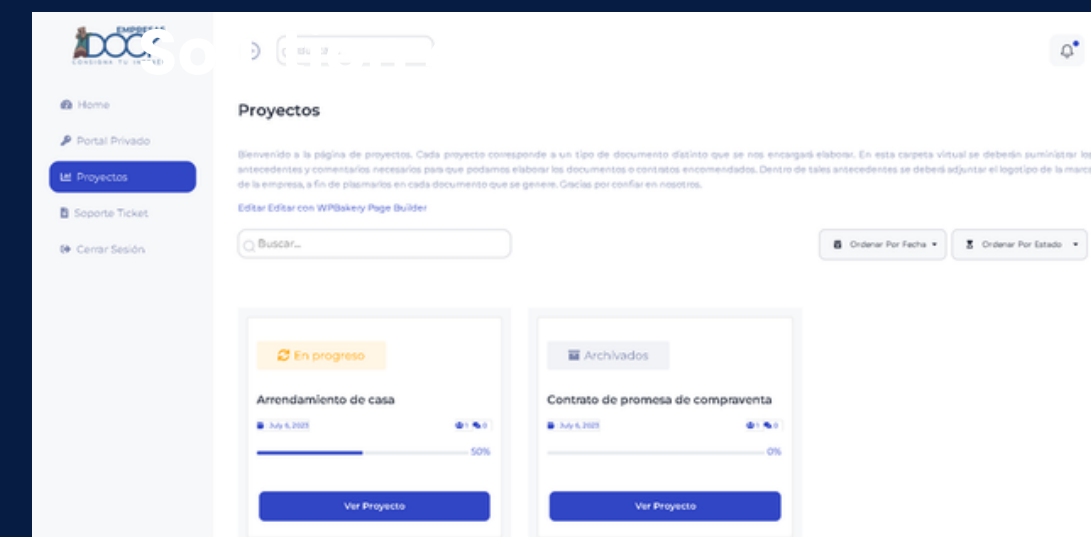 EMPRESAS
DOCS
Home
Portal Privado
Proyectos
Soporte Ticket
Cerrar Sesión
Proyectos
Bienvenido a la página de proyectos. Cada proyecto corresponde a un tipo de documento distinto que se nos encargará elaborar. En esta carpeta virtual se deberán suministrar los
antecedentes y comentarios necesarios para que podamos elaborar los documentos o contratos encomendados. Dentro de tales antecedentes se deberá adjuntar el logotipo de la marca
de la empresa, a fin de plasmarlos en cada documento que se genere. Gracias por confiar en nosotros.
Editar Editar con WPBakery Page Builder
Buscar...
Ordenar Por Fecha
Ordenar Por Estado
En progreso
Archivados
Arrendamiento de casa
Contrato de promesa de compraventa
July 6, 2023
1
0
July 6, 2023
1
0
50%
0%
Ver Proyecto
Ver Proyecto